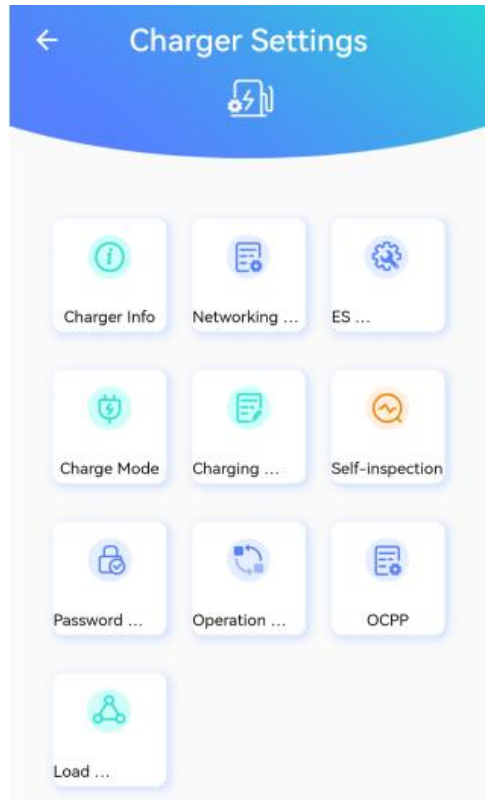 Charger Settings
Charger Info
Networking ...
ES ...
Charge Mode
Charging ...
Self-inspection
Password ...
Operation ...
OCPP
Load ...